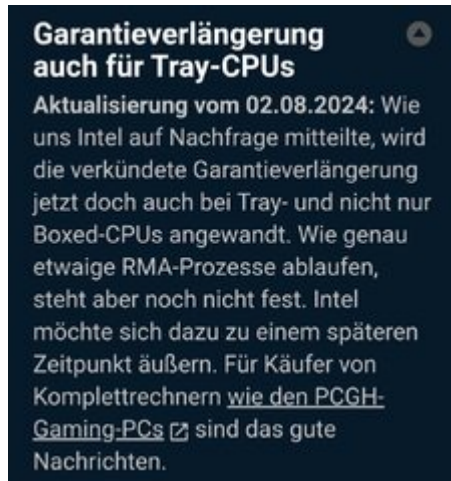 Garantieverlängerung
auch für Tray-CPUs
Aktualisierung vom 02.08.2024: Wie
uns Intel auf Nachfrage mitteilte, wird
die verkündete Garantieverlängerung
jetzt doch auch bei Tray- und nicht nur
Boxed-CPUs angewandt. Wie genau
etwaige RMA-Prozesse ablaufen,
steht aber noch nicht fest. Intel
möchte sich dazu zu einem späteren
Zeitpunkt äußern. Für Käufer von
Komplettrechnern wie den PCGH-
Gaming-PCs sind das gute
Nachrichten.